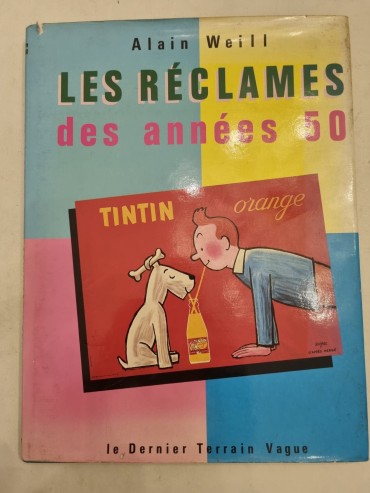 Alain Weill
LES RÉCLAMES
des années 50
TINTIN orange
le Dernier Terrain Vague